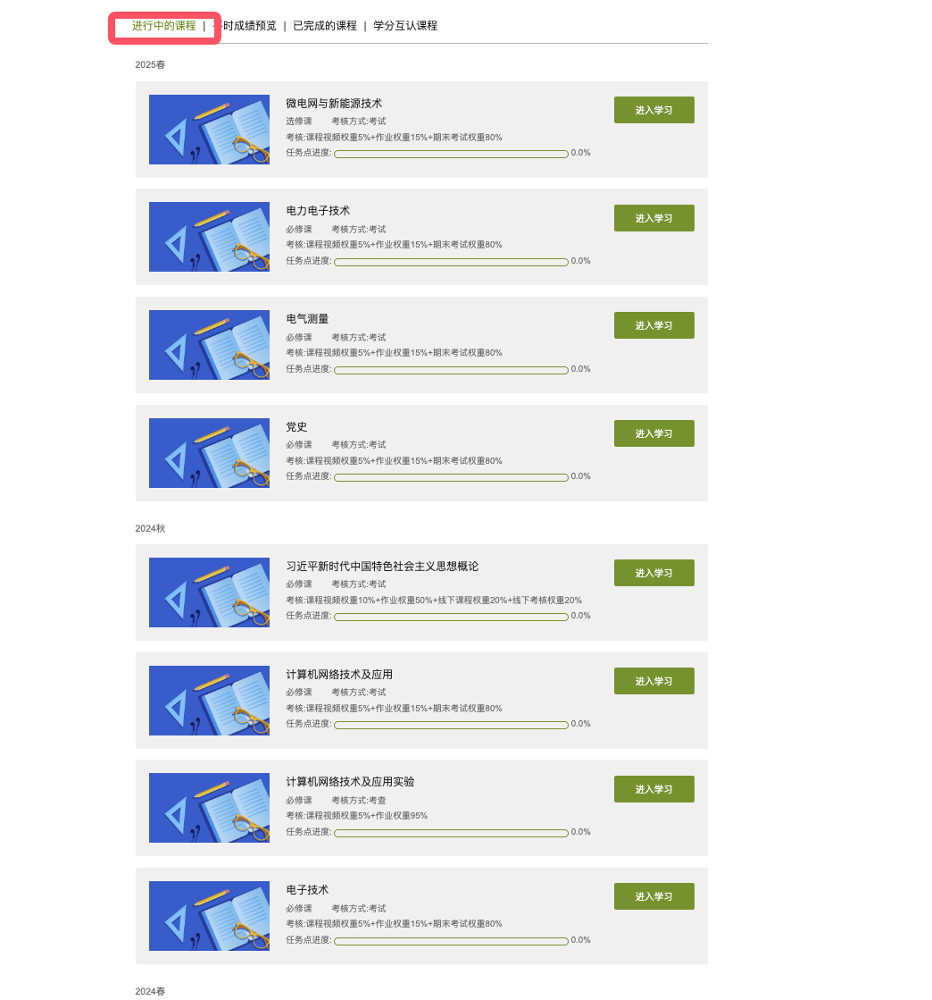 进行中的课程 | 平时成绩预览 | 已完成的课程 | 学分互认课程
2025春
微电网与新能源技术
进入学习
选修课 考核方式:考试
考核:课程视频权重5%+作业权重15%+期末考试权重80%
任务点进度: 0.0%
电力电子技术
进入学习
必修课 考核方式:考试
考核:课程视频权重5%+作业权重15%+期末考试权重80%
任务点进度: 0.0%
电气测量
进入学习
必修课 考核方式:考试
考核:课程视频权重5%+作业权重15%+期末考试权重80%
任务点进度: 0.0%
党史
进入学习
必修课 考核方式:考试
考核:课程视频权重5%+作业权重15%+期末考试权重80%
任务点进度: 0.0%
2024秋
习近平新时代中国特色社会主义思想概论
进入学习
必修课 考核方式:考试
考核:课程视频权重10%+作业权重50%+线下课程权重20%+线下考核权重20%
任务点进度: 0.0%
计算机网络技术及应用
进入学习
必修课 考核方式:考试
考核:课程视频权重5%+作业权重15%+期末考试权重80%
任务点进度: 0.0%
计算机网络技术及应用实验
进入学习
必修课 考核方式:考查
考核:课程视频权重5%+作业权重95%
任务点进度: 0.0%
电子技术
进入学习
必修课 考核方式:考试
考核:课程视频权重5%+作业权重15%+期末考试权重80%
任务点进度: 0.0%
2024春